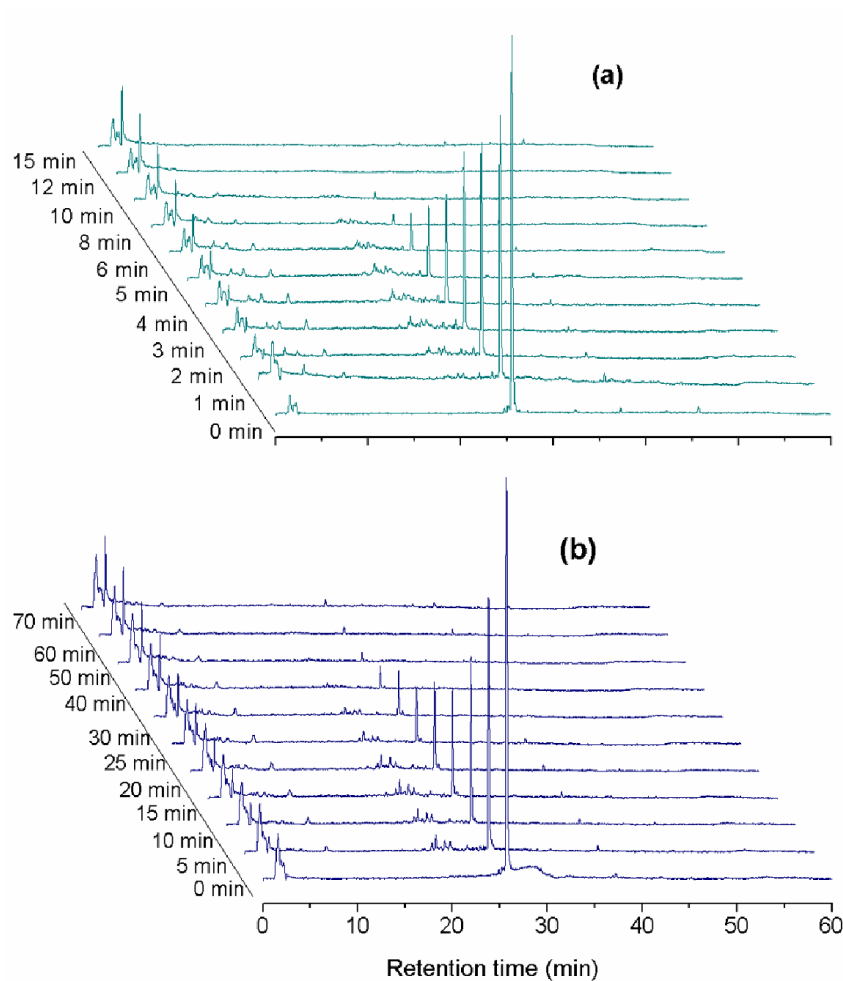 (a)
15 min
12 min
10 min
8 min
6 min
5 min
4 min
3 min
2 min
1 min
0 min
(b)
70 min
60 min
50 min
40 min
30 min
25 min
20 min
15 min
10 min
5 min
0 min
0 10 20 30 40 50 60
Retention time (min)